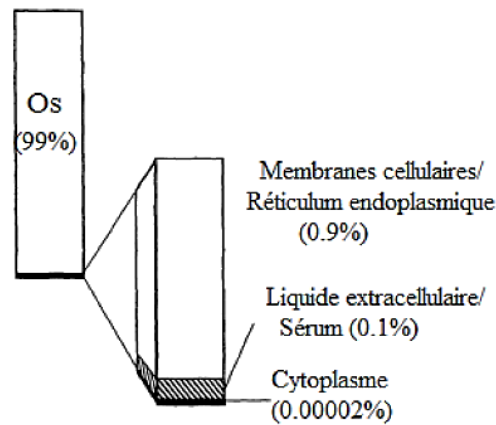 Os
(99%)
Membranes cellulaires/
Réticulum endoplasmique
(0.9%)
Liquide extracellulaire/
Sérum (0.1%)
Cytoplasme
(0.00002%)